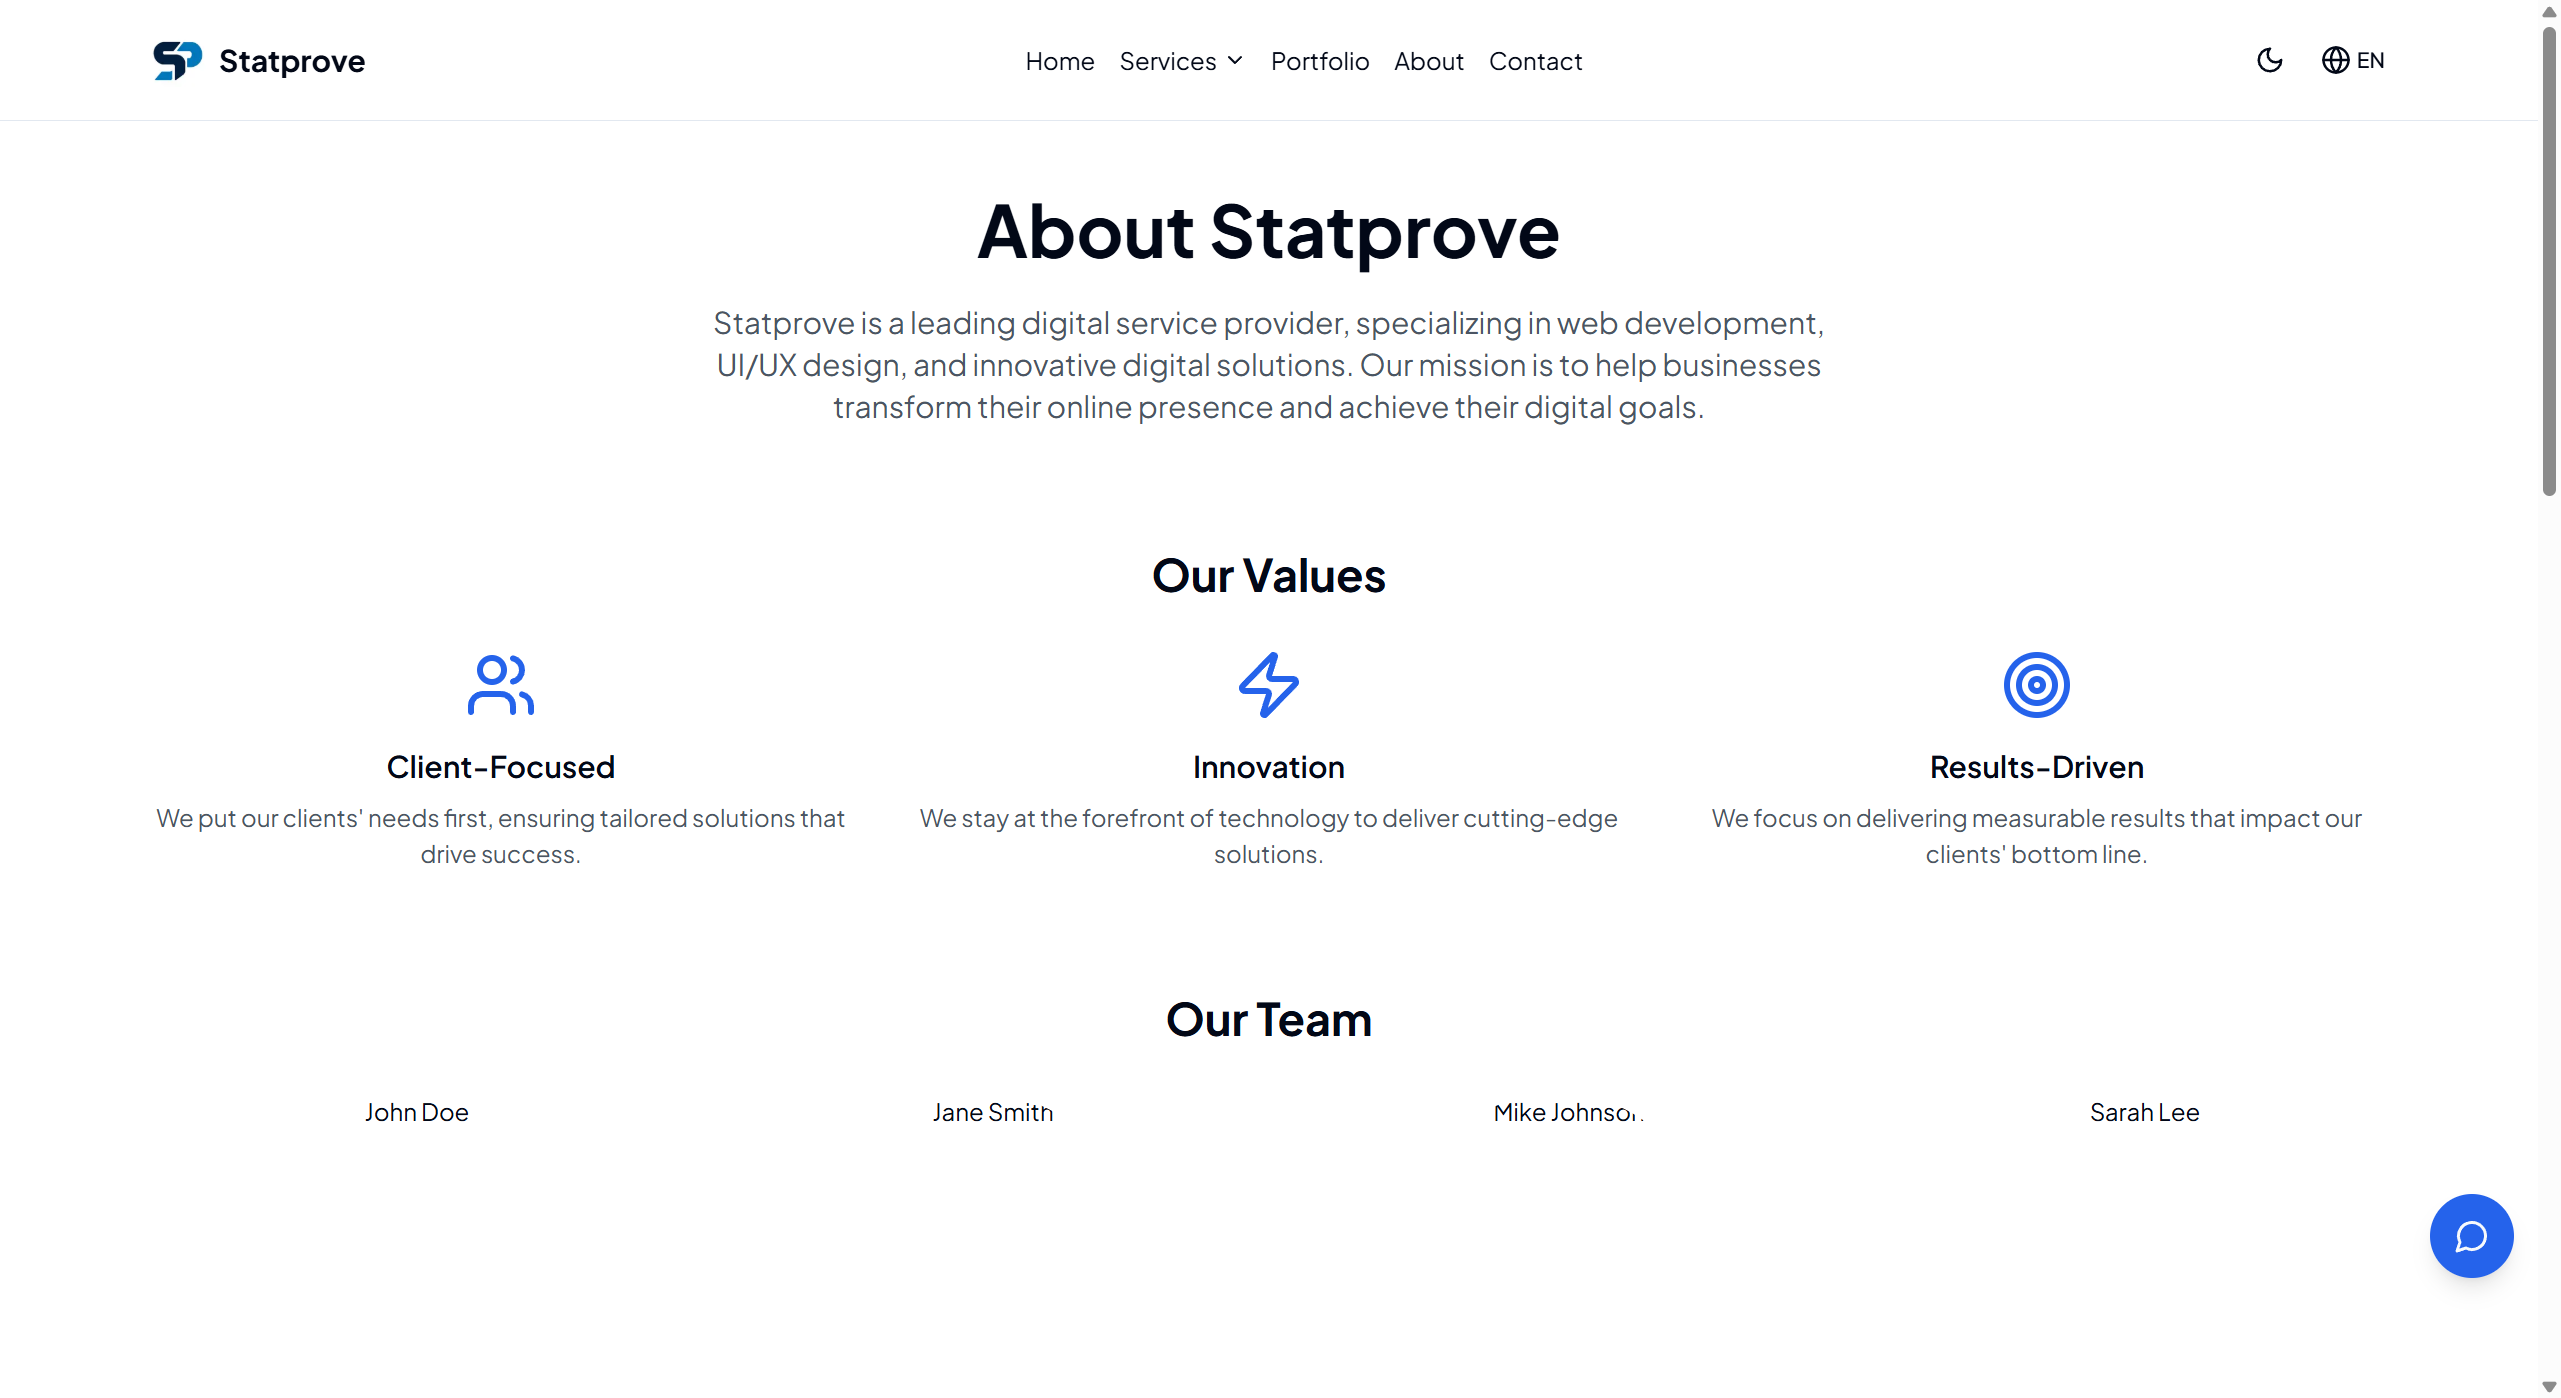 Statprove
Home Services Portfolio About Contact
EN
About Statprove
Statprove is a leading digital service provider, specializing in web development,
UI/UX design, and innovative digital solutions. Our mission is to help businesses
transform their online presence and achieve their digital goals.
Our Values
Client-Focused
We put our clients' needs first, ensuring tailored solutions that
drive success.
Innovation
We stay at the forefront of technology to deliver cutting-edge
solutions.
Results-Driven
We focus on delivering measurable results that impact our
clients' bottom line.
Our Team
John Doe
Jane Smith
Mike Johnson
Sarah Lee